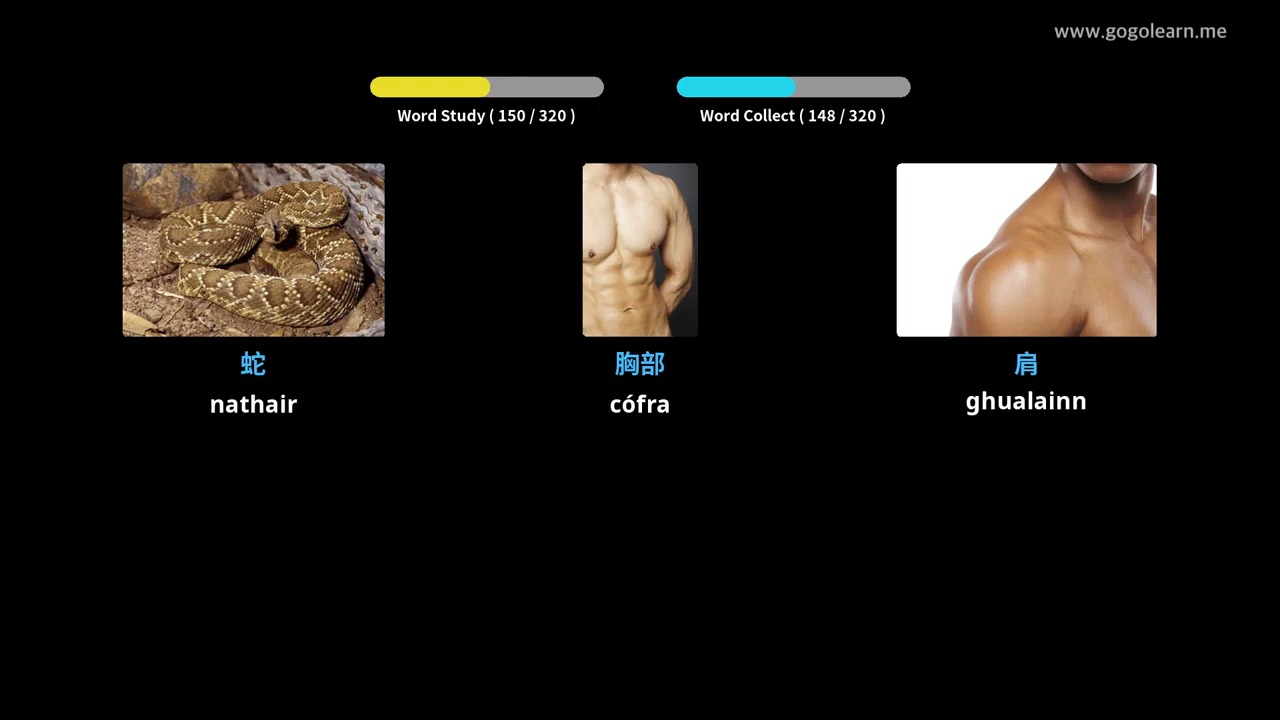 www.gogolearn.me
Word Study ( 150 / 320 )
Word Collect ( 148 / 320 )
蛇
胸部
肩
nathair
cófra
ghualainn